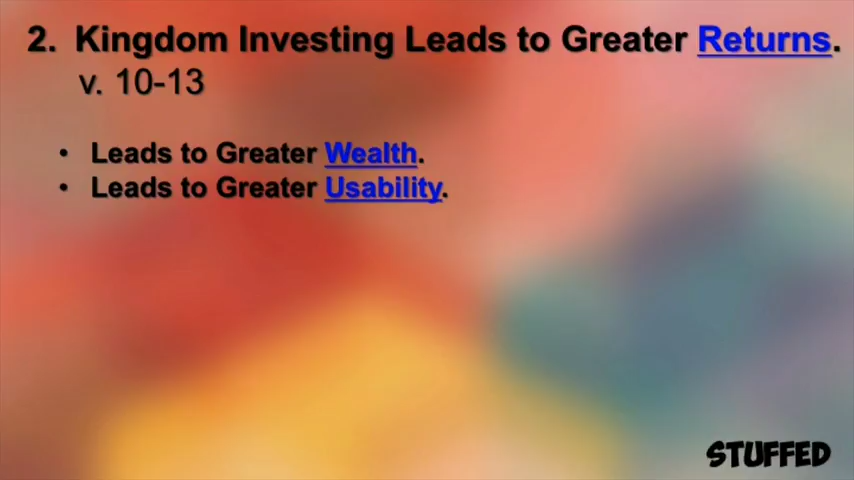 2. Kingdom Investing Leads to Greater Returns.
v. 10-13
• Leads to Greater Wealth.
• Leads to Greater Usability.
STUFFED